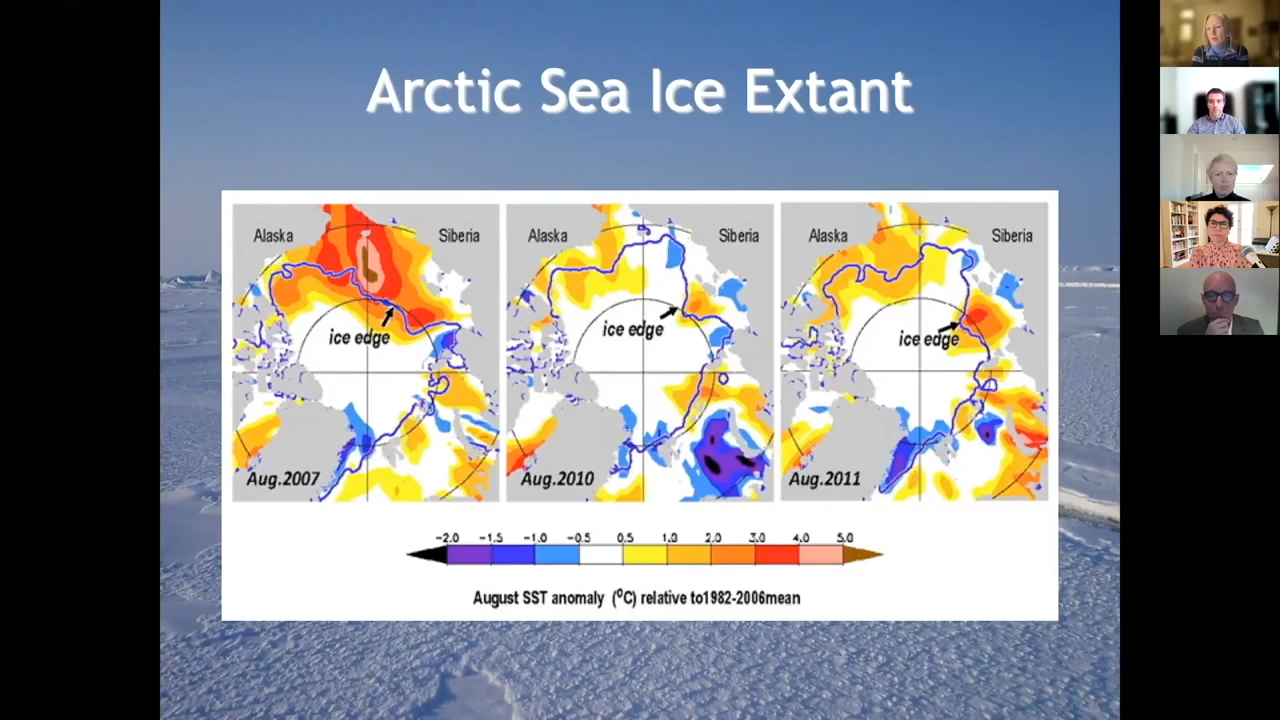 Arctic Sea Ice Extant
Alaska
Siberia
ice edge
Aug.2007
Alaska
Siberia
ice edge
Aug.2010
Alaska
Siberia
ice edge
Aug.2011
-2.0 -1.5 -1.0 -0.5 0.5 1.0 2.0 3.0 4.0 5.0
August SST anomaly (⁰C) relative to1982-2006mean